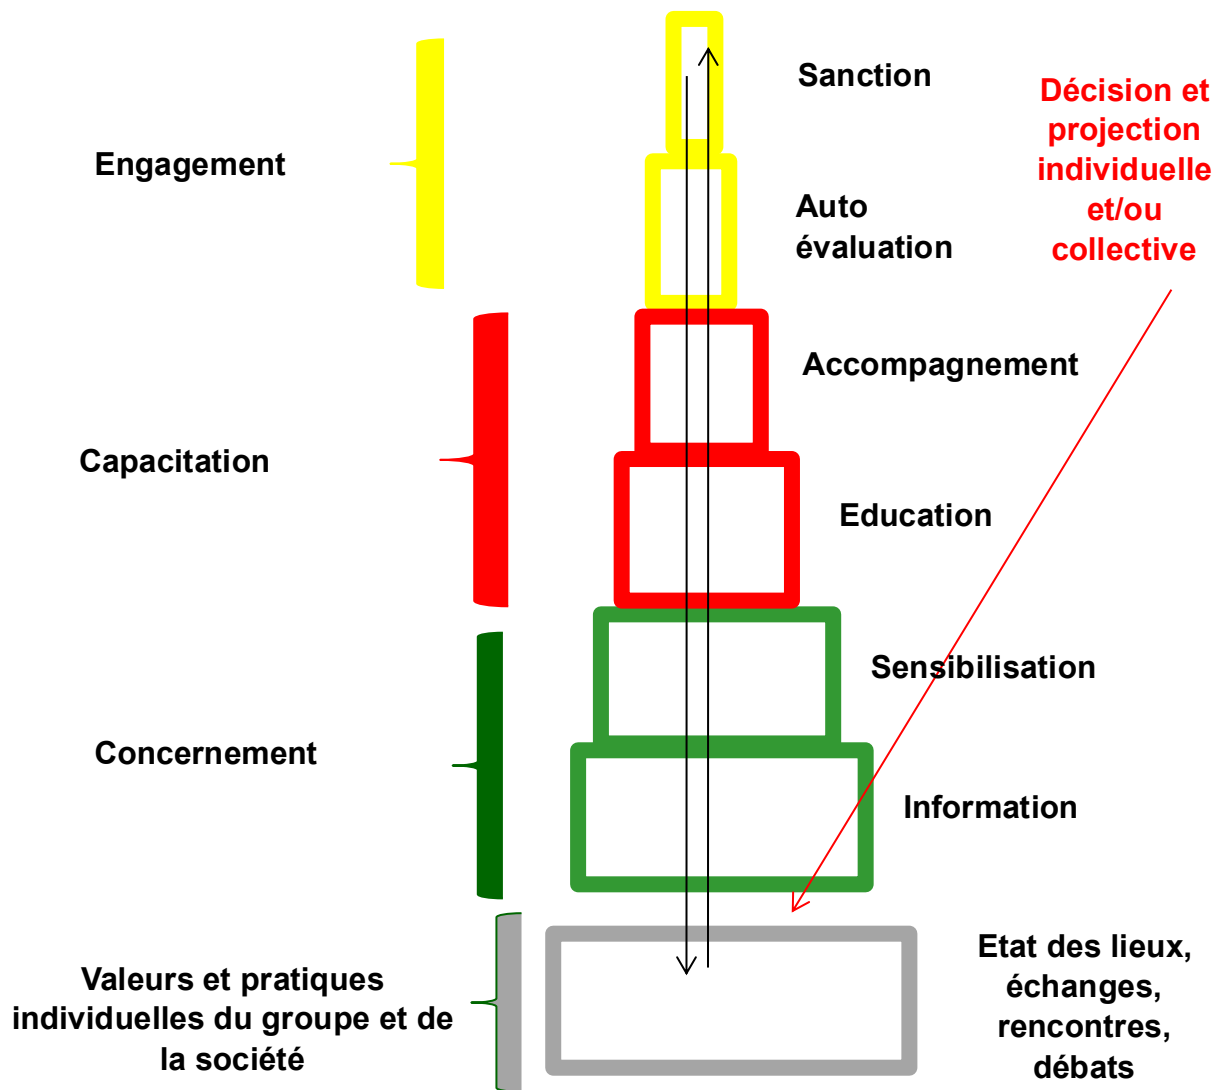 Sanction
Décision et
projection
individuelle
et/ou
collective
Engagement
Auto
évaluation
Accompagnement
Capacitation
Education
Sensibilisation
Concernement
Information
Valeurs et pratiques
individuelles du groupe et de
la société
Etat des lieux,
échanges,
rencontres,
débats